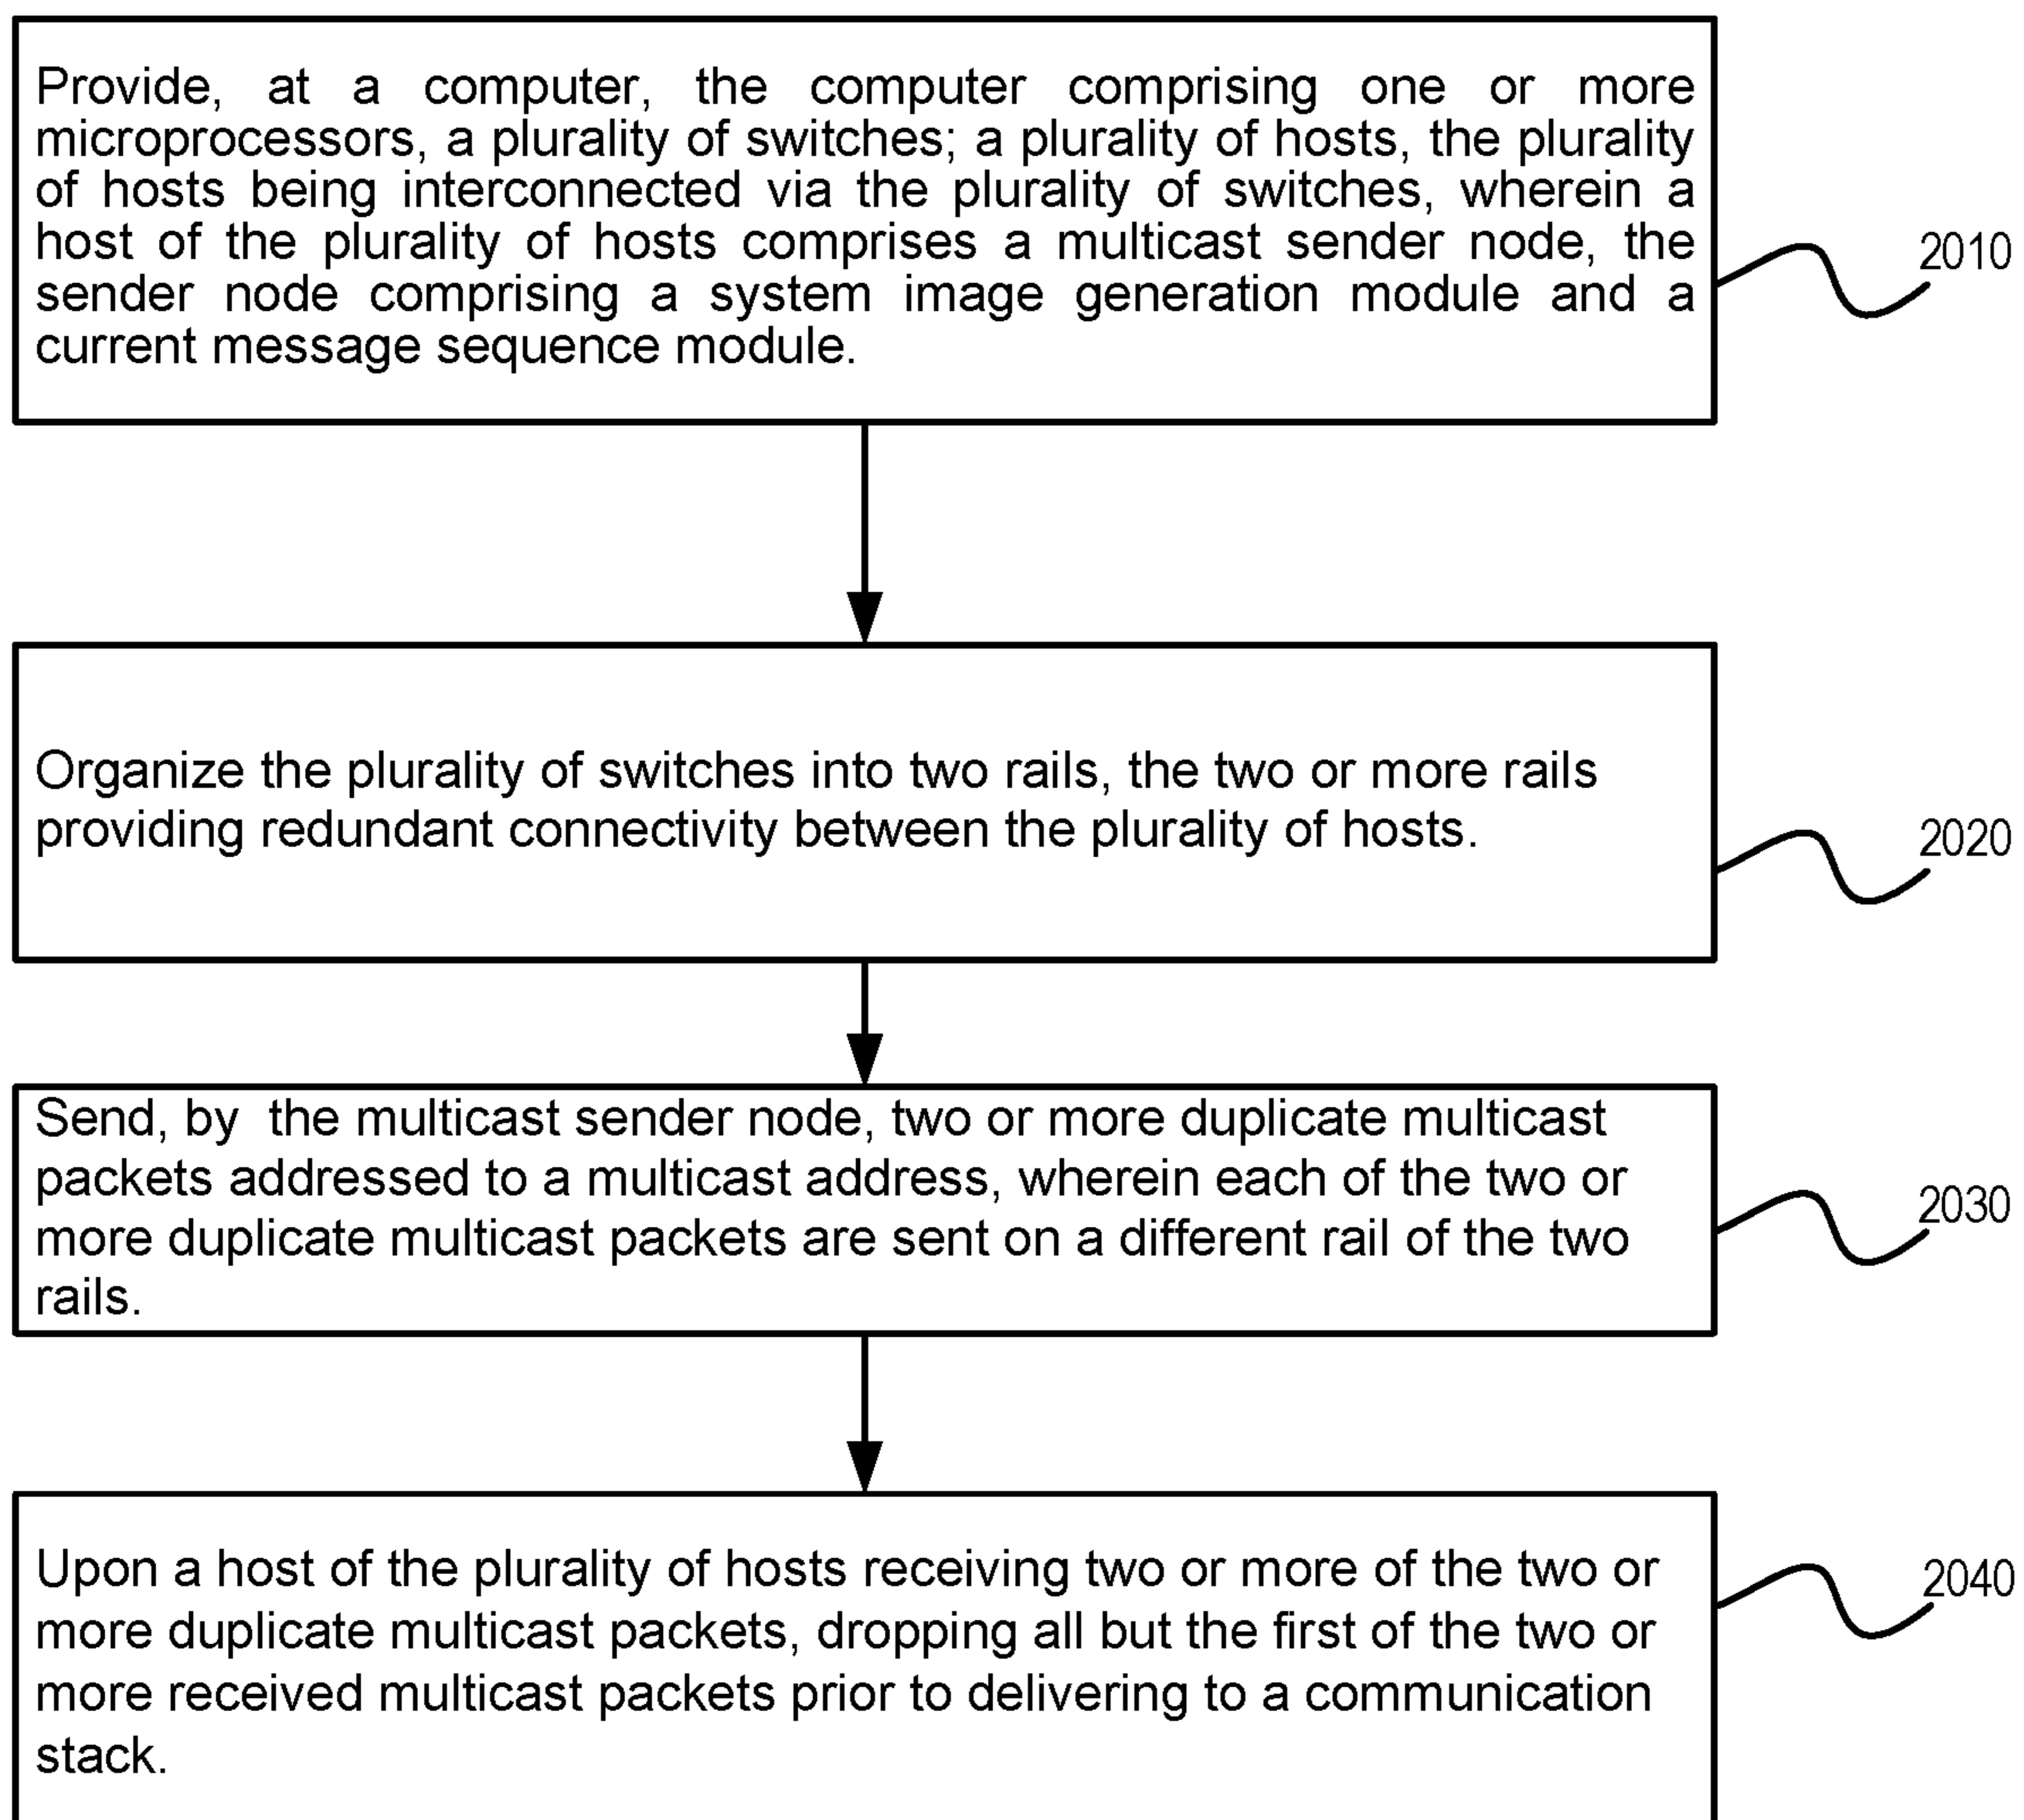 Provide, at a computer, the computer comprising one or more
microprocessors, a plurality of switches; a plurality of hosts, the plurality
of hosts being interconnected via the plurality of switches, wherein a
host of the plurality of hosts comprises a multicast sender node, the
sender node comprising a system image generation module and a
current message sequence module.
2010
Organize the plurality of switches into two rails, the two or more rails
providing redundant connectivity between the plurality of hosts.
2020
Send, by the multicast sender node, two or more duplicate multicast
packets addressed to a multicast address, wherein each of the two or
more duplicate multicast packets are sent on a different rail of the two
rails.
2030
Upon a host of the plurality of hosts receiving two or more of the two or
more duplicate multicast packets, dropping all but the first of the two or
more received multicast packets prior to delivering to a communication
stack.
2040